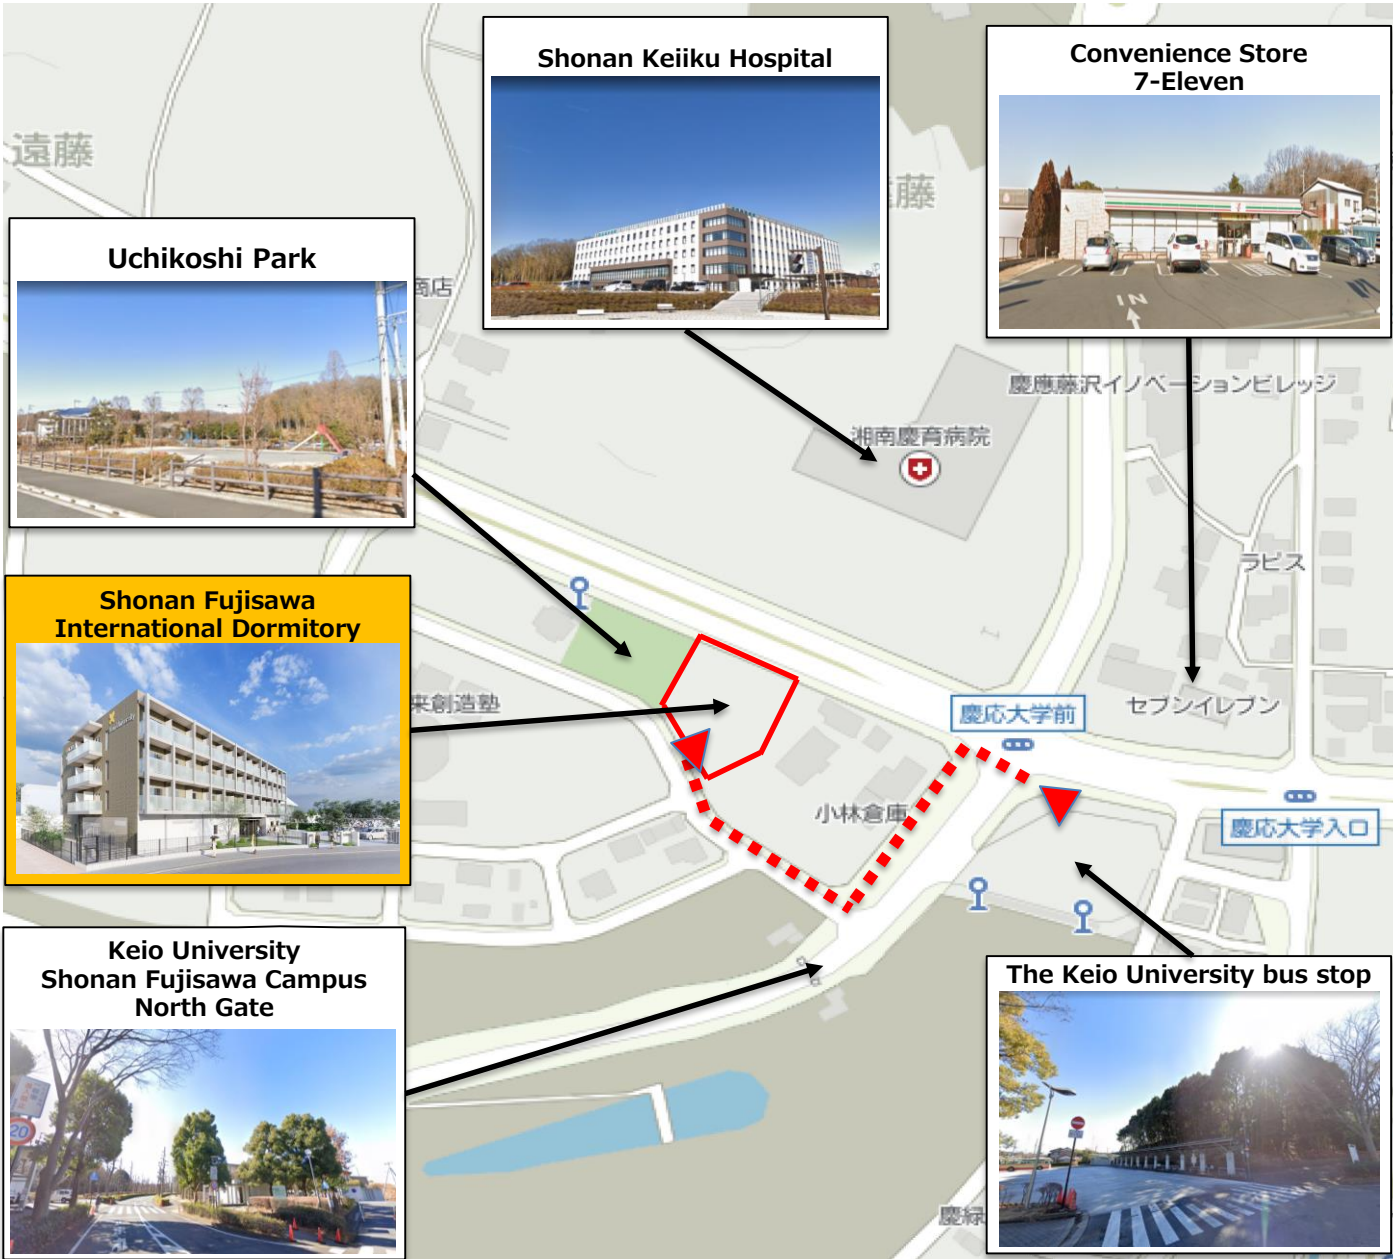 Shonan Keiiku Hospital
Convenience Store
7-Eleven
IN
遠藤
藤
Uchikoshi Park
商店
慶應藤沢イノベーションビレッジ
湘南慶育病院
ラピス
Shonan Fujisawa
International Dormitory
来創造塾
慶応大学前
セブンイレブン
小林倉庫
慶応大学入口
Keio University
Shonan Fujisawa Campus
North Gate
20
The Keio University bus stop
慶緑